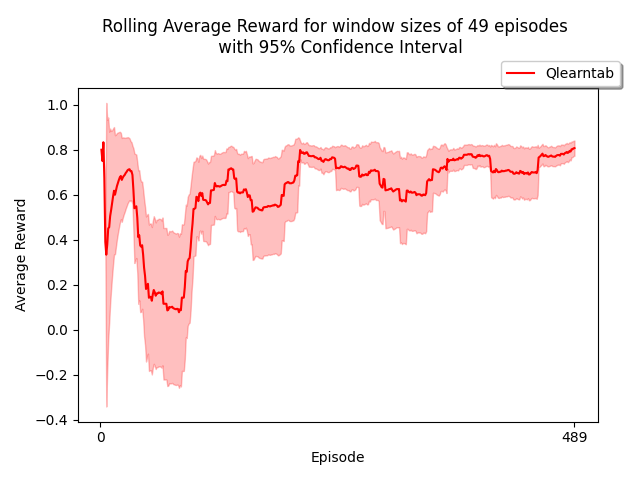 Rolling Average Reward for window sizes of 49 episodes
with 95% Confidence Interval
Qlearntab
1.0
0.8
0.6
0.4
0.2
0.0
−0.2
−0.4
Average Reward
0 489
Episode